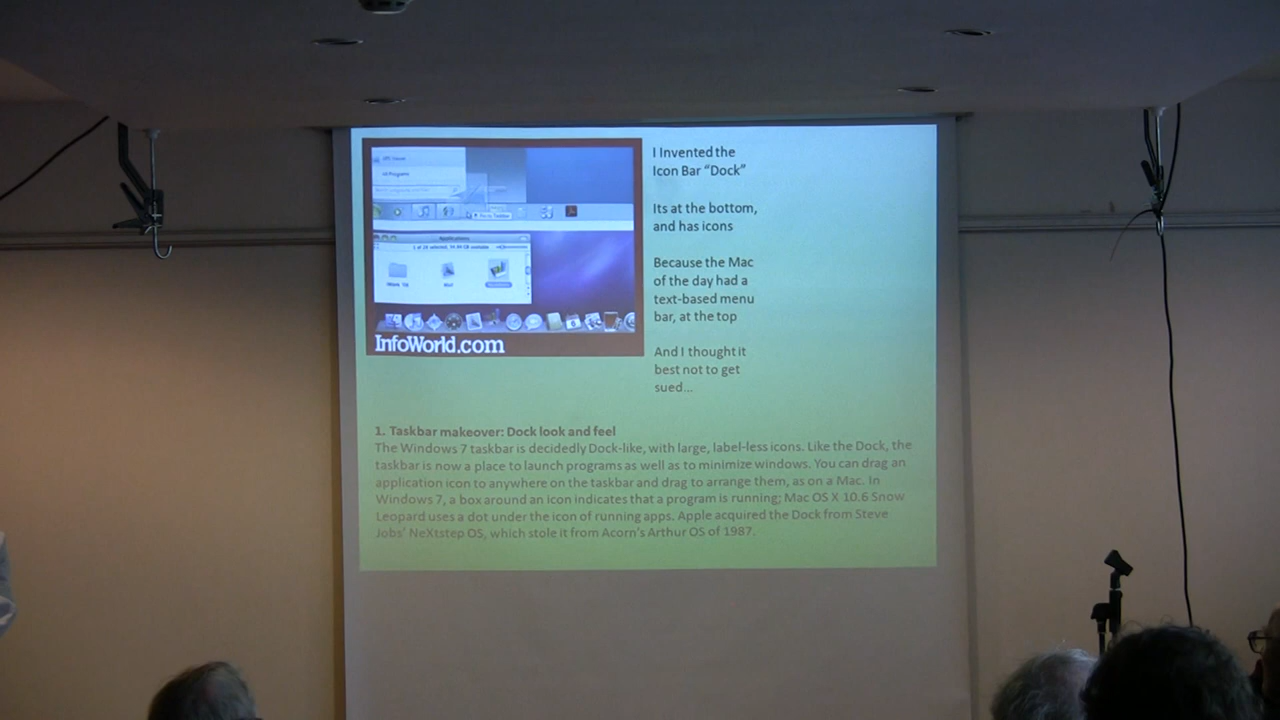 All Programs
Applications
InfoWorld.com
I Invented the
Icon Bar “Dock”
Its at the bottom,
and has icons
Because the Mac
of the day had a
text-based menu
bar, at the top
And I thought it
best not to get
sued...
1. Taskbar makeover: Dock look and feel
The Windows 7 taskbar is decidedly Dock-like, with large, label-less icons. Like the Dock, the
taskbar is now a place to launch programs as well as to minimize windows. You can drag an
application icon to anywhere on the taskbar and drag to arrange them, as on a Mac. In
Windows 7, a box around an icon indicates that a program is running; Mac OS X 10.6 Snow
Leopard uses a dot under the icon of running apps. Apple acquired the Dock from Steve
Jobs’ NeXtstep OS, which stole it from Acorn’s Arthur OS of 1987.